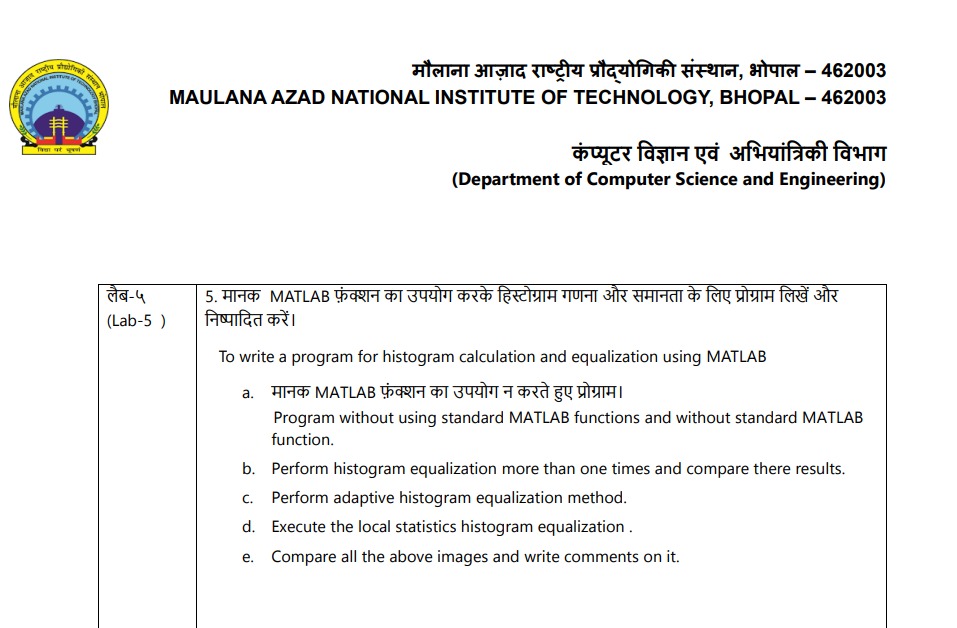 मौलाना आज़ाद राष्ट्रीय प्रौद्योगिकी संस्थान, भोपाल – 462003
MAULANA AZAD NATIONAL INSTITUTE OF TECHNOLOGY, BHOPAL – 462003
कंप्यूटर विज्ञान एवं अभियांत्रिकी विभाग
(Department of Computer Science and Engineering)
लैब-५
(Lab-5 )
5. मानक MATLAB फ़ंक्शन का उपयोग करके हिस्टोग्राम गणना और समानता के लिए प्रोग्राम लिखें और
निष्पादित करें।
To write a program for histogram calculation and equalization using MATLAB
a. मानक MATLAB फ़ंक्शन का उपयोग न करते हुए प्रोग्राम।
Program without using standard MATLAB functions and without standard MATLAB
function.
b. Perform histogram equalization more than one times and compare there results.
c. Perform adaptive histogram equalization method.
d. Execute the local statistics histogram equalization .
e. Compare all the above images and write comments on it.